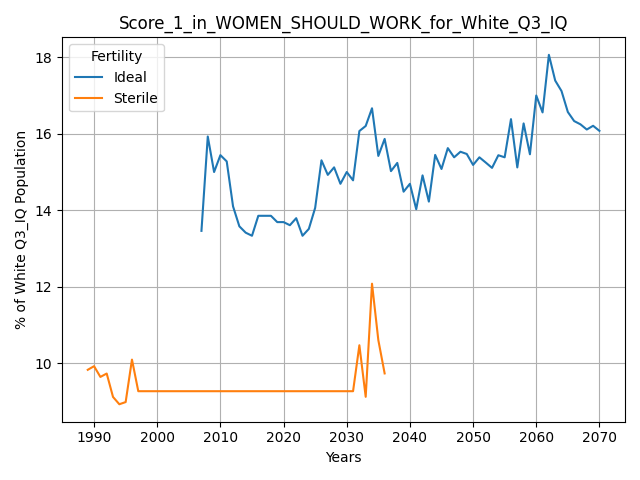 Score_1_in_WOMEN_SHOULD_WORK_for_White_Q3_IQ
Fertility
Ideal
Sterile
% of White Q3_IQ Population
18
16
14
12
10
1990
2000
2010
2020
2030
2040
2050
2060
2070
Years